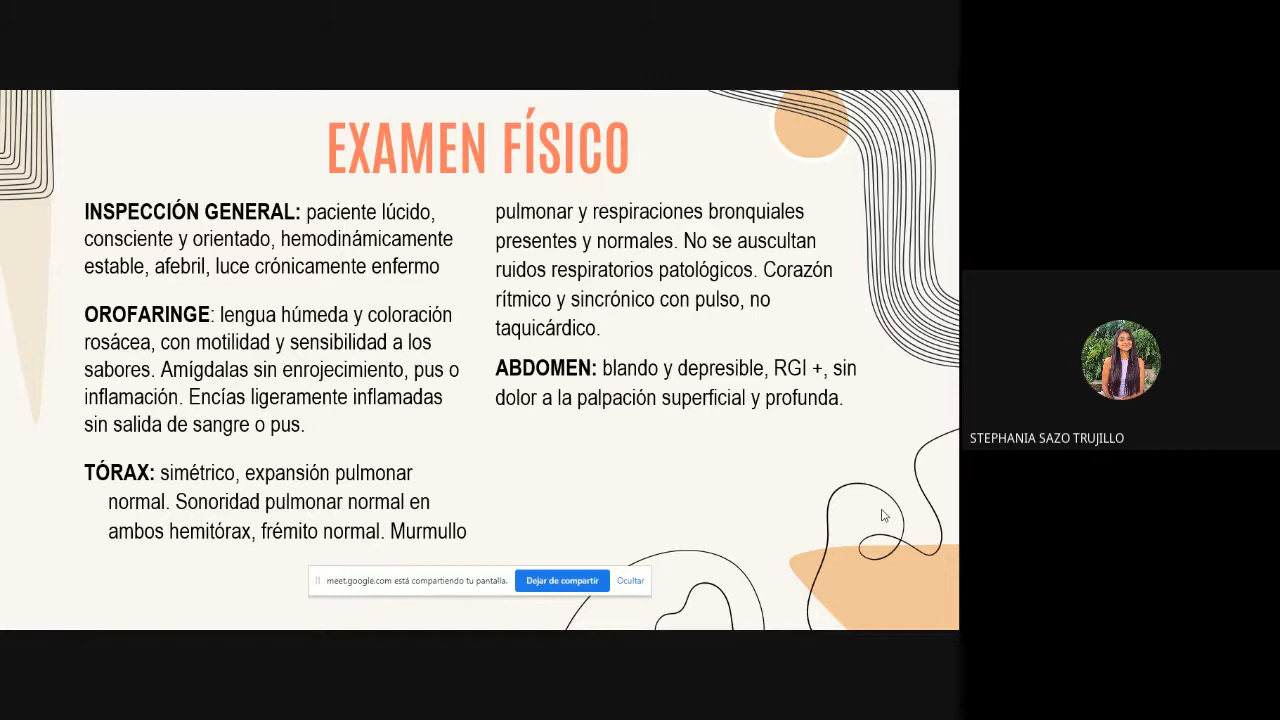 EXAMEN FÍSICO
INSPECCIÓN GENERAL: paciente lúcido,
consciente y orientado, hemodinámicamente
estable, afebril, luce crónicamente enfermo
OROFARINGE: lengua húmeda y coloración
rosácea, con motilidad y sensibilidad a los
sabores. Amígdalas sin enrojecimiento, pus o
inflamación. Encías ligeramente inflamadas
sin salida de sangre o pus.
TÓRAX: simétrico, expansión pulmonar
normal. Sonoridad pulmonar normal en
ambos hemitórax, frémito normal. Murmullo
pulmonar y respiraciones bronquiales
presentes y normales. No se auscultan
ruidos respiratorios patológicos. Corazón
rítmico y sincrónico con pulso, no
taquicárdico.
ABDOMEN: blando y depresible, RGI +, sin
dolor a la palpación superficial y profunda.
meet.google.com está compartiendo tu pantalla. Dejar de compartir Ocultar
STEPHANIA SAZO TRUJILLO